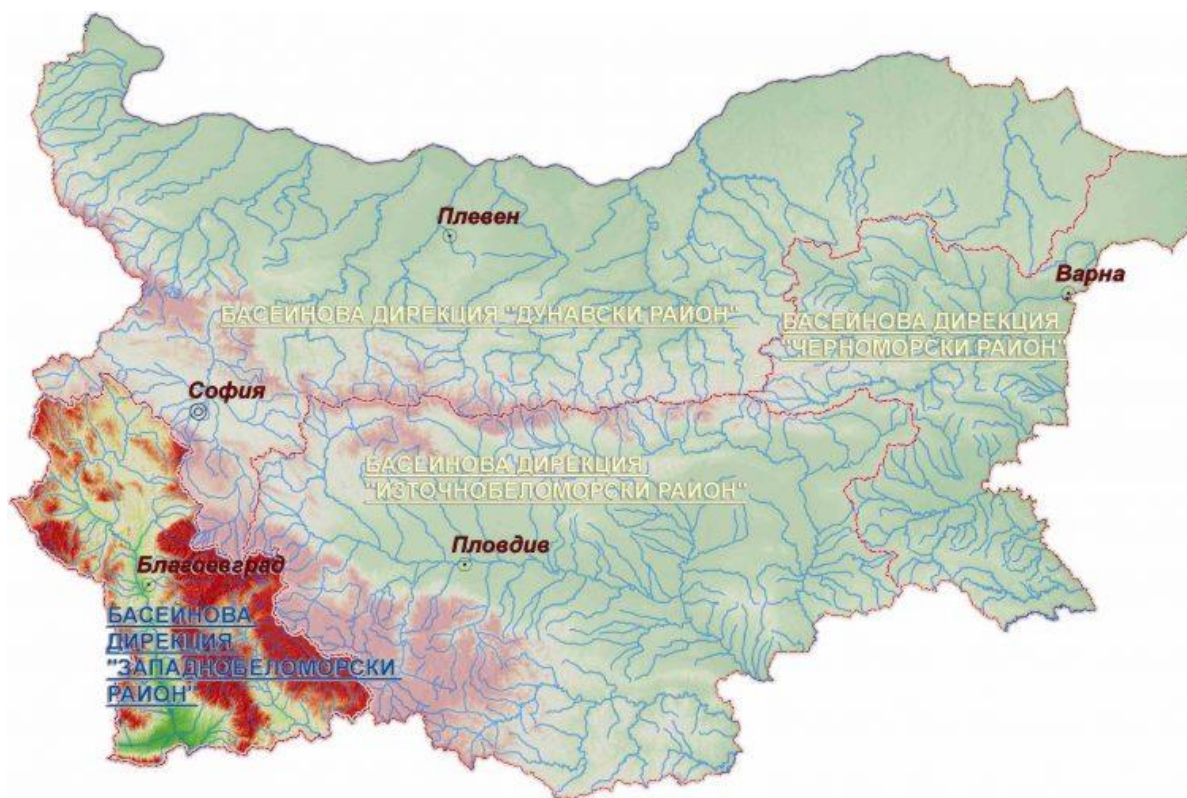 Плевен
Варна
БАСЕЙНОВА ДИРЕКЦИЯ "ДУНАВСКИ РАЙОН"
БАСЕЙНОВА ДИРЕКЦИЯ
"ЧЕРНОМОРСКИ РАЙОН"
София
БАСЕЙНОВА ДИРЕКЦИЯ
"ИЗТОЧНОБЕЛОМОРСКИ РАЙОН"
Пловдив
Благоевград
БАСЕЙНОВА
ДИРЕКЦИЯ
"ЗАПАДНОБЕЛОМОРСКИ
РАЙОН"